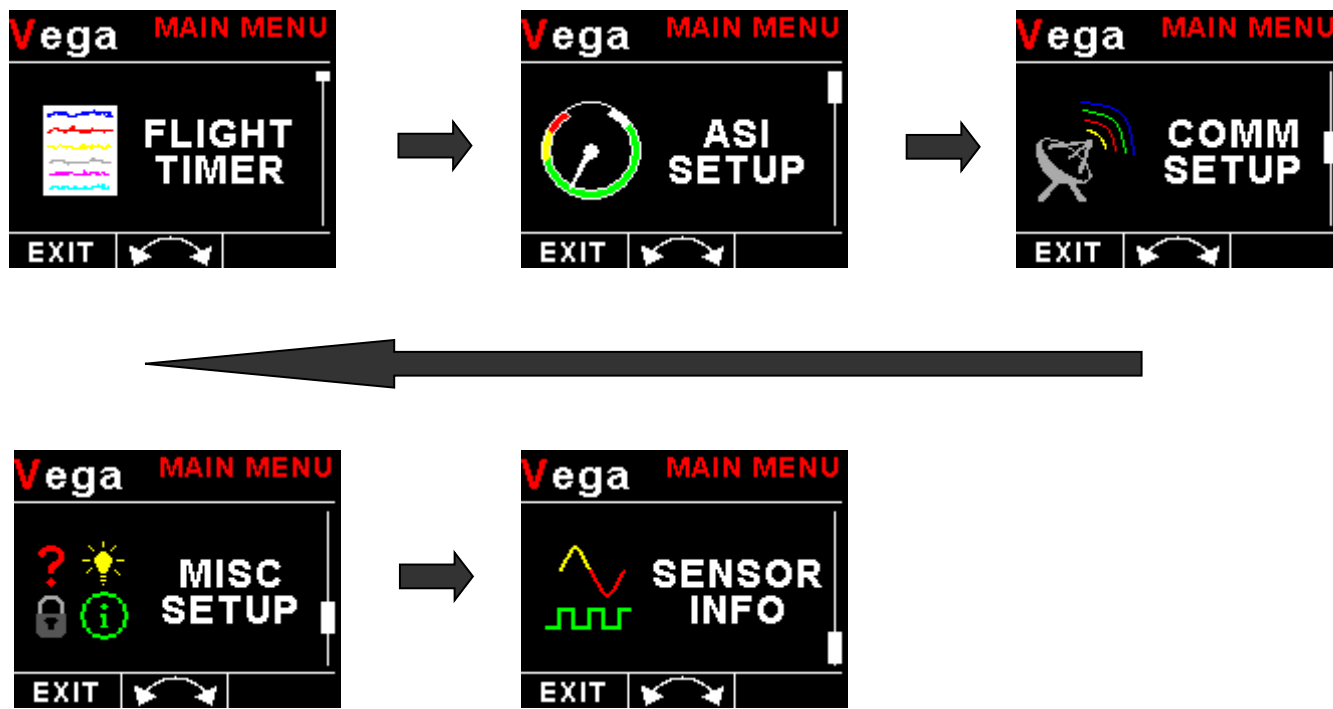 Vega MAIN MENU
FLIGHT
TIMER
EXIT
Vega MAIN MENU
ASI
SETUP
EXIT
Vega MAIN MENU
COMM
SETUP
EXIT
Vega MAIN MENU
?
i
MISC
SETUP
EXIT
Vega MAIN MENU
SENSOR
INFO
EXIT